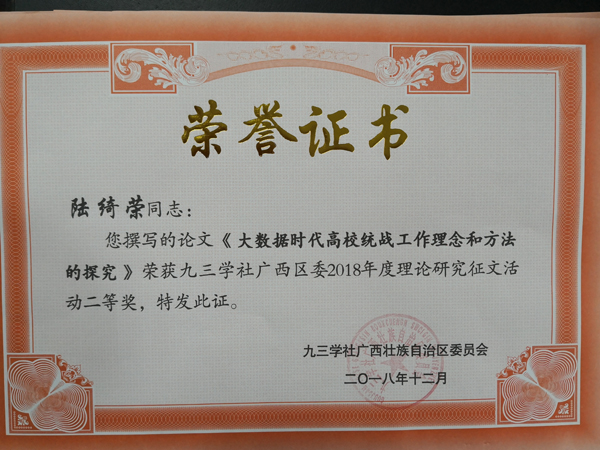 荣誉证书
陆绮荣同志：
您撰写的论文《大数据时代高校统战工作理念和方法
的探究》荣获九三学社广西区委2018年度理论研究征文活
动二等奖，特发此证。
九三学社广西壮族自治区委员会
二〇一八年十二月